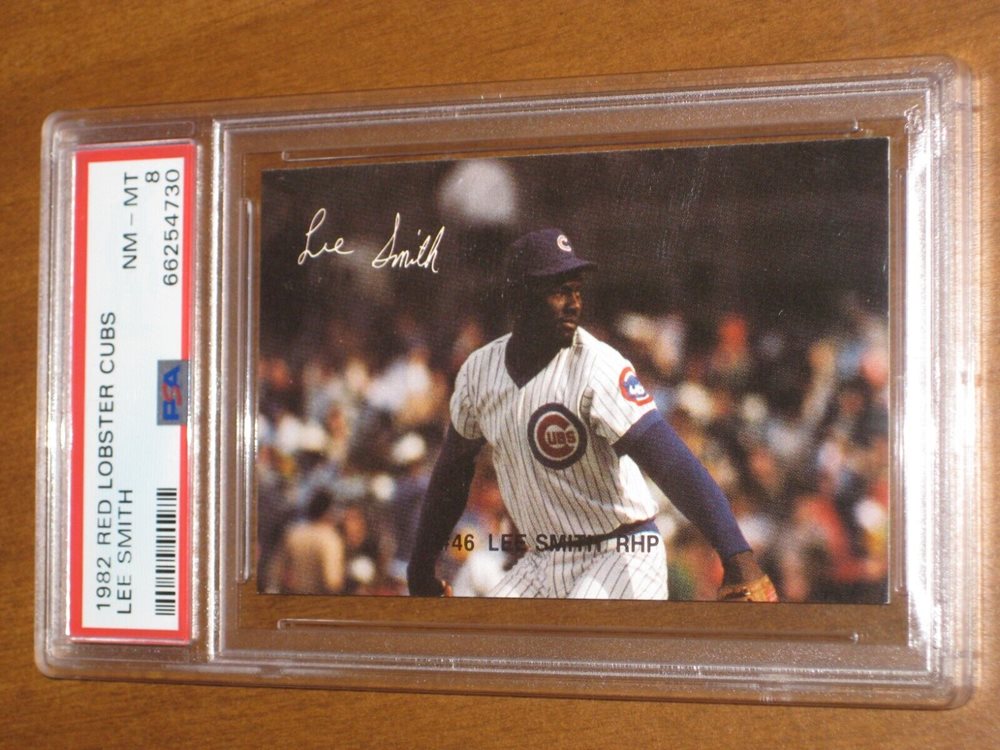 1982 RED LOBSTER CUBS
LEE SMITH
NM - MT
8
66254730
PSA
Lee Smith
C
CUBS
#46 LEE SMITH RHP